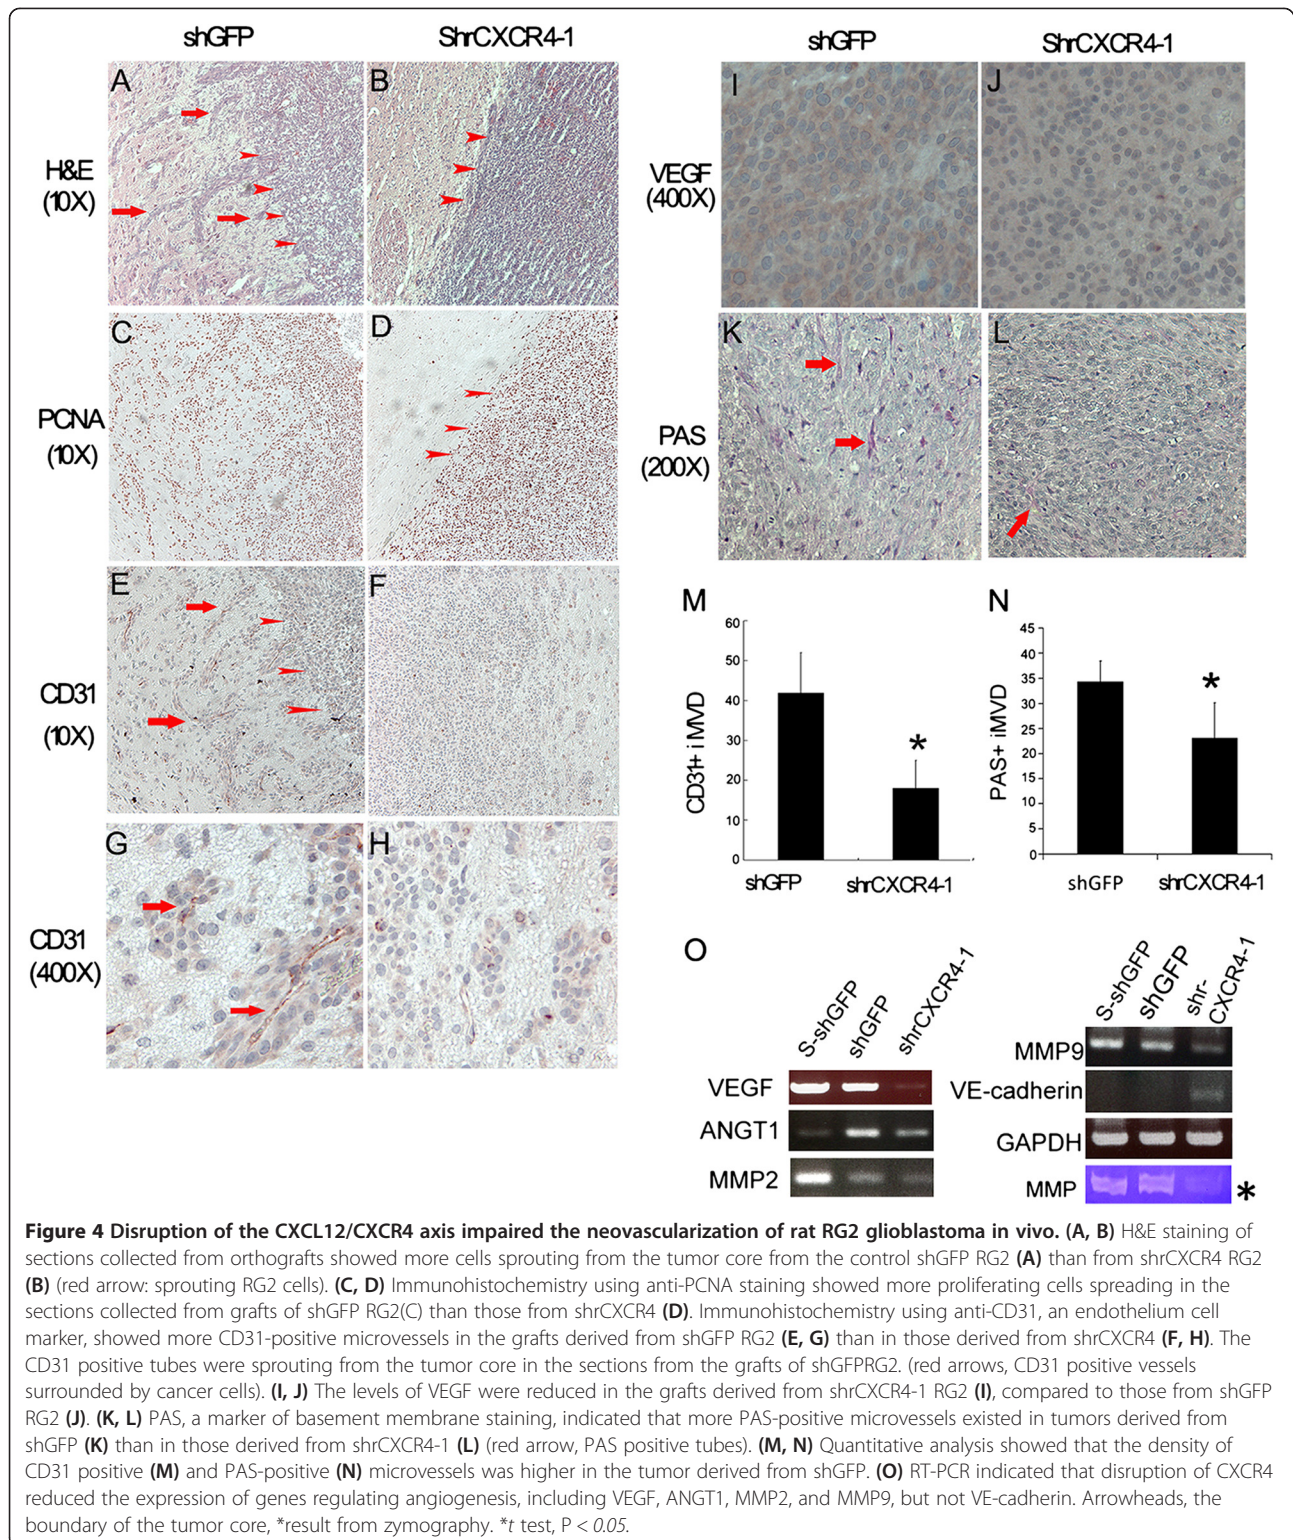 shGFP
ShrCXCR4-1
A
B
H&E
(10X)
C
D
PCNA
(10X)
E
F
CD31
(10X)
G
H
CD31
(400X)
shGFP
ShrCXCR4-1
I
J
VEGF
(400X)
K
L
PAS
(200X)
M
60
50
40
30
20
10
0
CD31+ iMVD
*
shGFP
shrCXCR4-1
N
45
40
35
30
25
20
15
10
5
0
PAS+ iMVD
*
shGFP
shrCXCR4-1
O
S-shGFP
shGFP
shrCXCR4-1
VEGF
ANGT1
MMP2
S-shGFP
shGFP
shr-
CXCR4-1
MMP9
VE-cadherin
GAPDH
MMP
*
Figure 4 Disruption of the CXCL12/CXCR4 axis impaired the neovascularization of rat RG2 glioblastoma in vivo. (A, B) H&E staining of
sections collected from orthografts showed more cells sprouting from the tumor core from the control shGFP RG2 (A) than from shrCXCR4 RG2
(B) (red arrow: sprouting RG2 cells). (C, D) Immunohistochemistry using anti-PCNA staining showed more proliferating cells spreading in the
sections collected from grafts of shGFP RG2(C) than those from shrCXCR4 (D). Immunohistochemistry using anti-CD31, an endothelium cell
marker, showed more CD31-positive microvessels in the grafts derived from shGFP RG2 (E, G) than in those derived from shrCXCR4 (F, H). The
CD31 positive tubes were sprouting from the tumor core in the sections from the grafts of shGFPRG2. (red arrows, CD31 positive vessels
surrounded by cancer cells). (I, J) The levels of VEGF were reduced in the grafts derived from shrCXCR4-1 RG2 (I), compared to those from shGFP
RG2 (J). (K, L) PAS, a marker of basement membrane staining, indicated that more PAS-positive microvessels existed in tumors derived from
shGFP (K) than in those derived from shrCXCR4-1 (L) (red arrow, PAS positive tubes). (M, N) Quantitative analysis showed that the density of
CD31 positive (M) and PAS-positive (N) microvessels was higher in the tumor derived from shGFP. (O) RT-PCR indicated that disruption of CXCR4
reduced the expression of genes regulating angiogenesis, including VEGF, ANGT1, MMP2, and MMP9, but not VE-cadherin. Arrowheads, the
boundary of the tumor core, *result from zymography. *t test, P < 0.05.